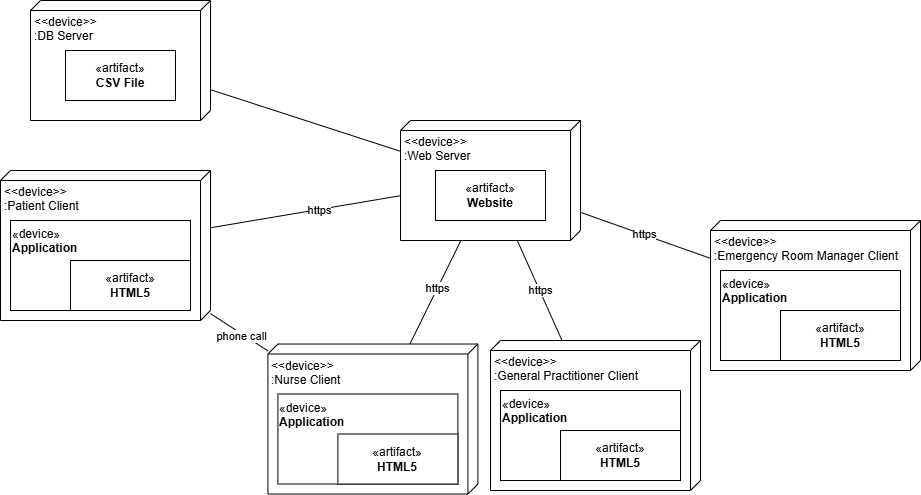 <<device>>
:DB Server
«artifact»
CSV File
<<device>>
:Web Server
«artifact»
Website
<<device>>
:Patient Client
«device»
Application
«artifact»
HTML5
https
https
<<device>>
:Emergency Room Manager Client
«device»
Application
«artifact»
HTML5
https
https
phone call
<<device>>
:Nurse Client
«device»
Application
«artifact»
HTML5
<<device>>
:General Practitioner Client
«device»
Application
«artifact»
HTML5